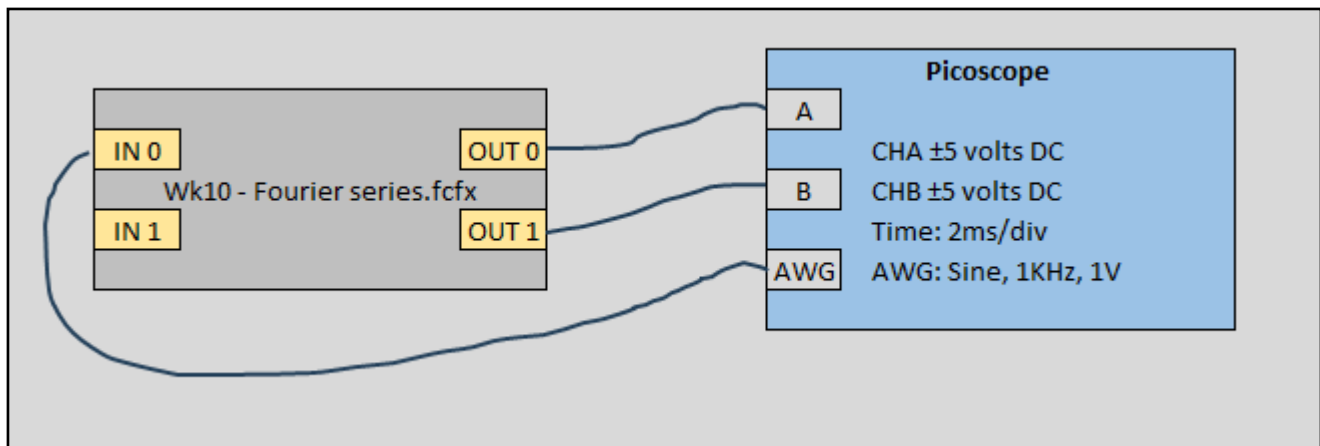 Picoscope
A
IN 0
OUT 0
CHA ±5 volts DC
Wk10 - Fourier series.fcfx
B
CHB ±5 volts DC
IN 1
OUT 1
Time: 2ms/div
AWG
AWG: Sine, 1KHz, 1V